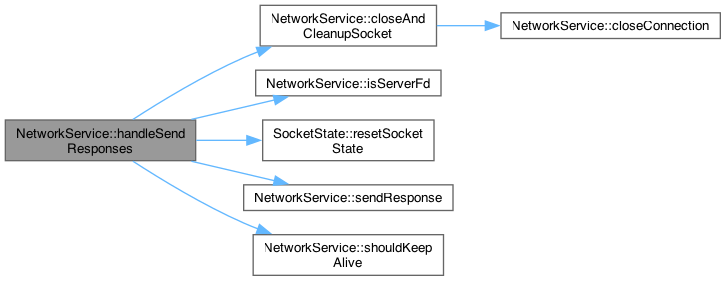 NetworkService::handleSend
Responses
NetworkService::closeAnd
CleanupSocket
NetworkService::closeConnection
NetworkService::isServerFd
SocketState::resetSocket
State
NetworkService::sendResponse
NetworkService::shouldKeep
Alive